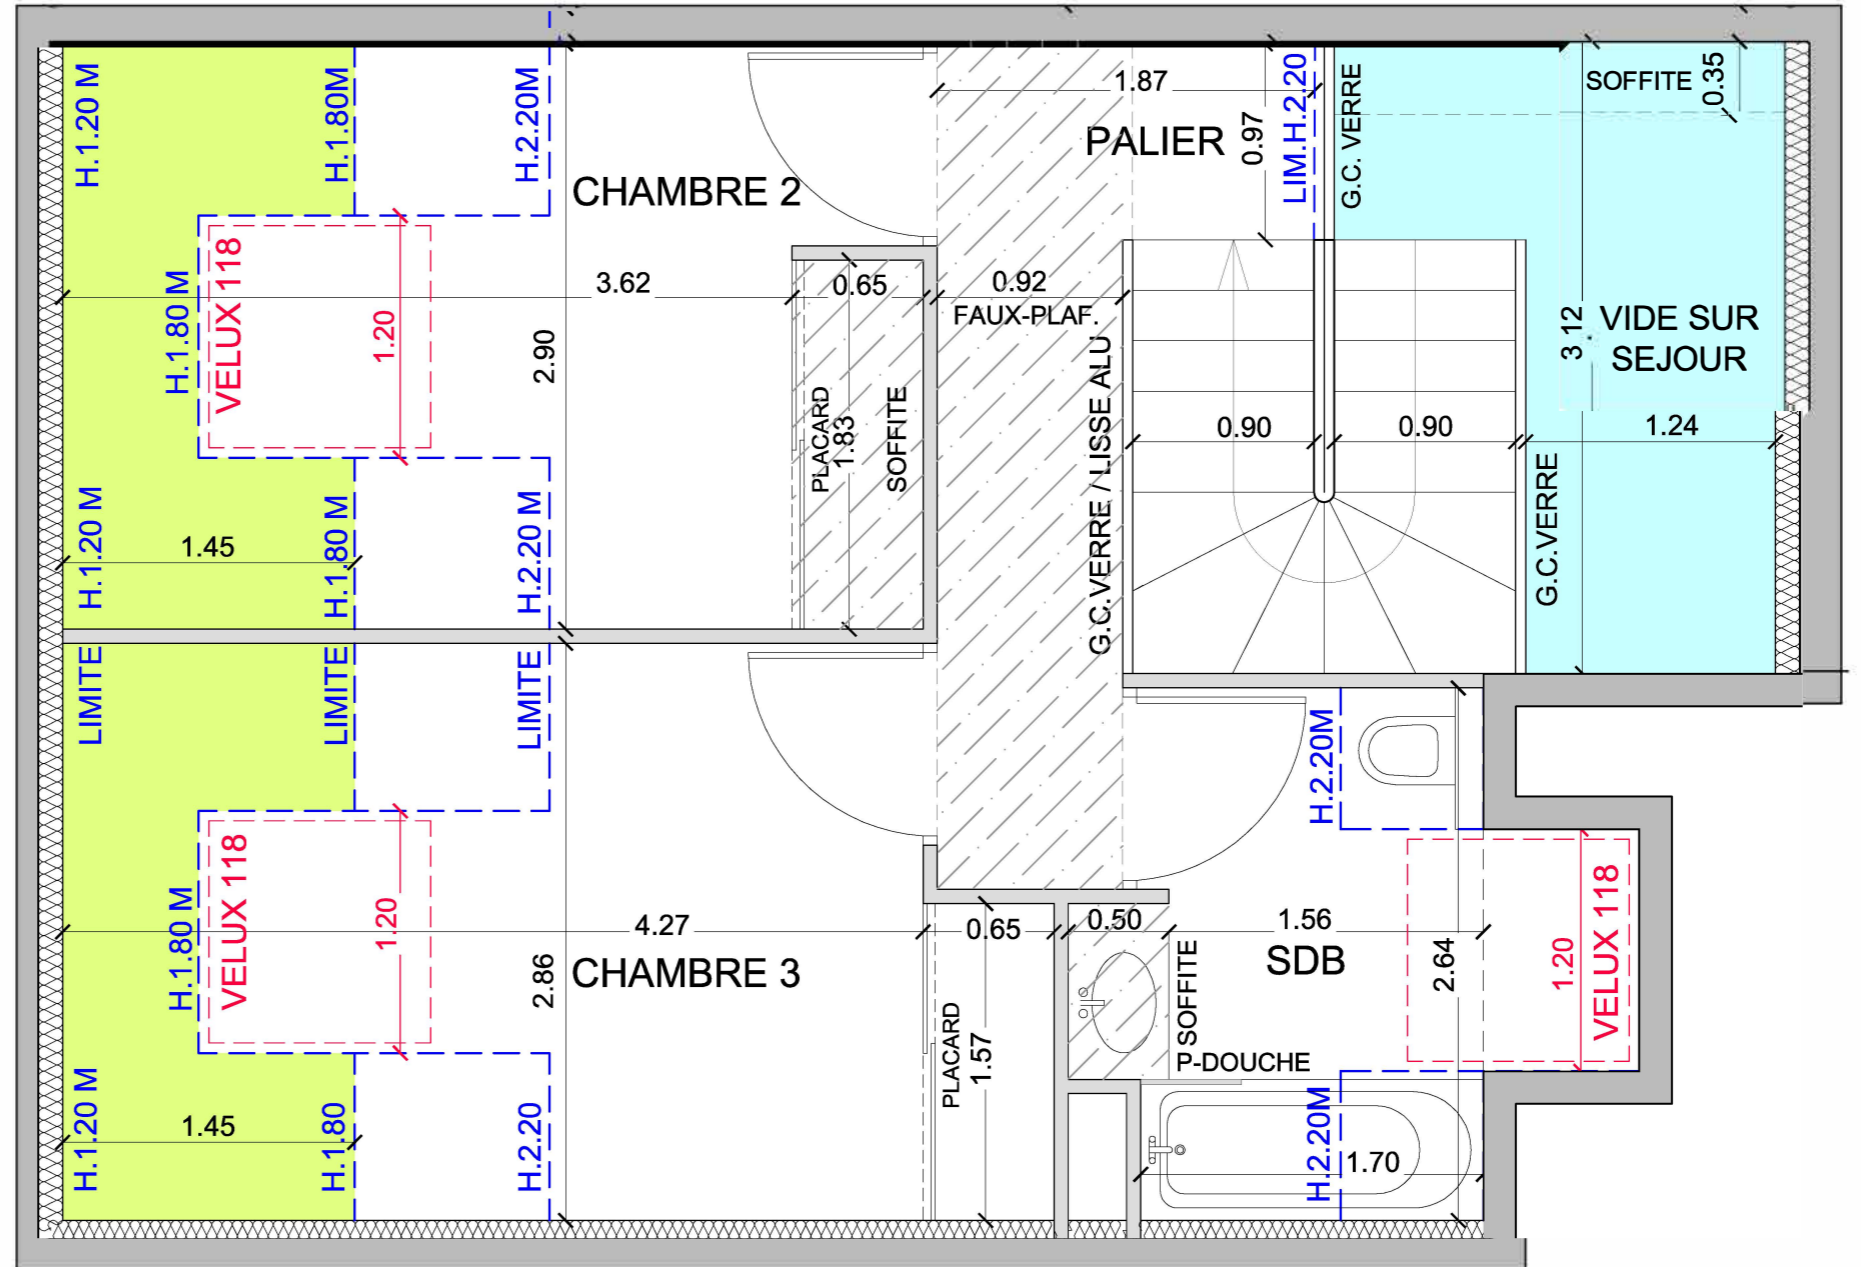 H.1.20 M
H.1.80M
H.2.20M
CHAMBRE 2
1.87
PALIER
0.97
LIM.H.2.20
G.C. VERRE
SOFFITE
0.35
H.1.80 M
VELUX 118
1.20
3.62
2.90
0.65
0.92
FAUX-PLAF.
PLACARD
1.83
SOFFITE
G.C.VERRE / LISSE ALU
0.90
0.90
3.12
VIDE SUR
SEJOUR
1.24
G.C.VERRE
H.1.20 M
1.45
H.1.80 M
H.2.20 M
LIMITE
LIMITE
LIMITE
H.2.20M
H.1.80 M
VELUX 118
1.20
4.27
2.86
CHAMBRE 3
0.65
PLACARD
1.57
0.50
SOFFITE
1.56
SDB
2.64
1.20
VELUX 118
P-DOUCHE
H.1.20 M
1.45
H.1.80
H.2.20
H.2.20M
1.70